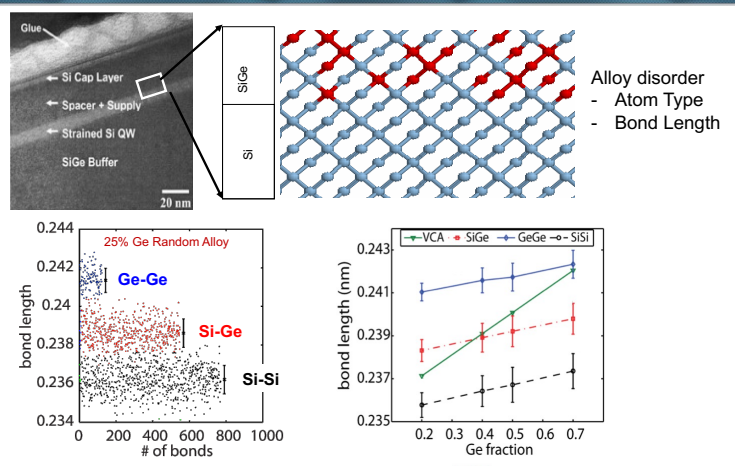 Glue
Si Cap Layer
Spacer + Supply
Strained Si QW
SiGe Buffer
20 nm
SiGe
Si
Alloy disorder
- Atom Type
- Bond Length
0.244
0.242
0.24
0.238
0.236
0.234
bond length
25% Ge Random Alloy
Ge-Ge
Si-Ge
Si-Si
0 200 400 600 800 1000
# of bonds
VCA SiGe GeGe SiSi
0.243
0.241
0.239
0.237
0.235
bond length (nm)
0.2 0.3 0.4 0.5 0.6 0.7
Ge fraction